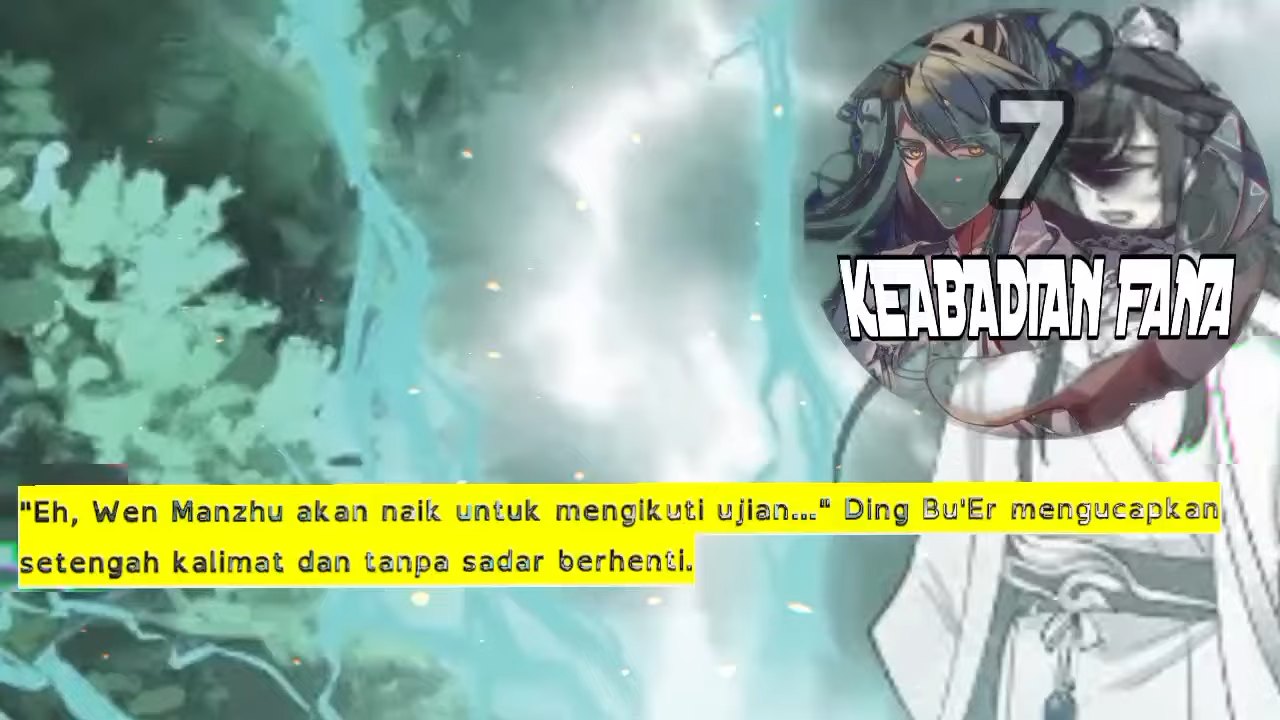 7
KEABADIAN FANA
"Eh, Wen Manzhu akan naik untuk mengikuti ujian..." Ding Bu'Er mengucapkan
setengah kalimat dan tanpa sadar berhenti.